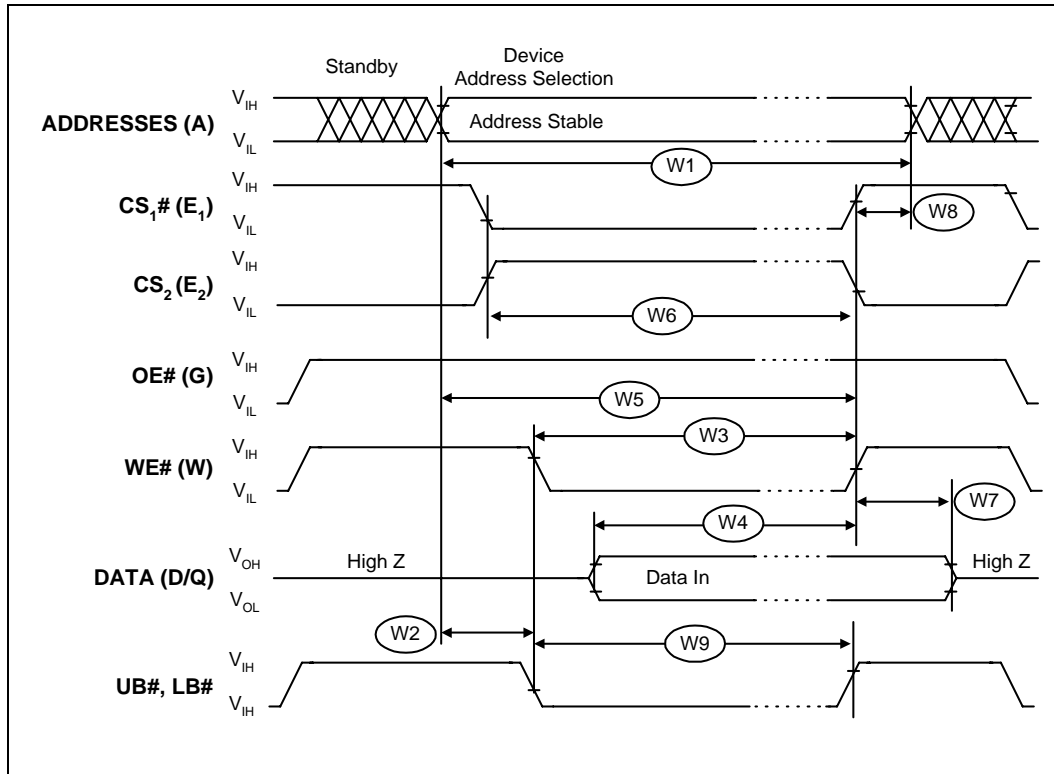 Standby
Device
Address Selection
ADDRESSES (A)
V_IH
V_IL
Address Stable
W1
CS_1# (E_1)
V_IH
V_IL
W8
CS_2 (E_2)
V_IH
V_IL
W6
OE# (G)
V_IH
V_IL
W5
WE# (W)
V_IH
V_IL
W3
W7
W4
DATA (D/Q)
V_OH
V_OL
High Z
Data In
High Z
W2
W9
UB#, LB#
V_IH
V_IH